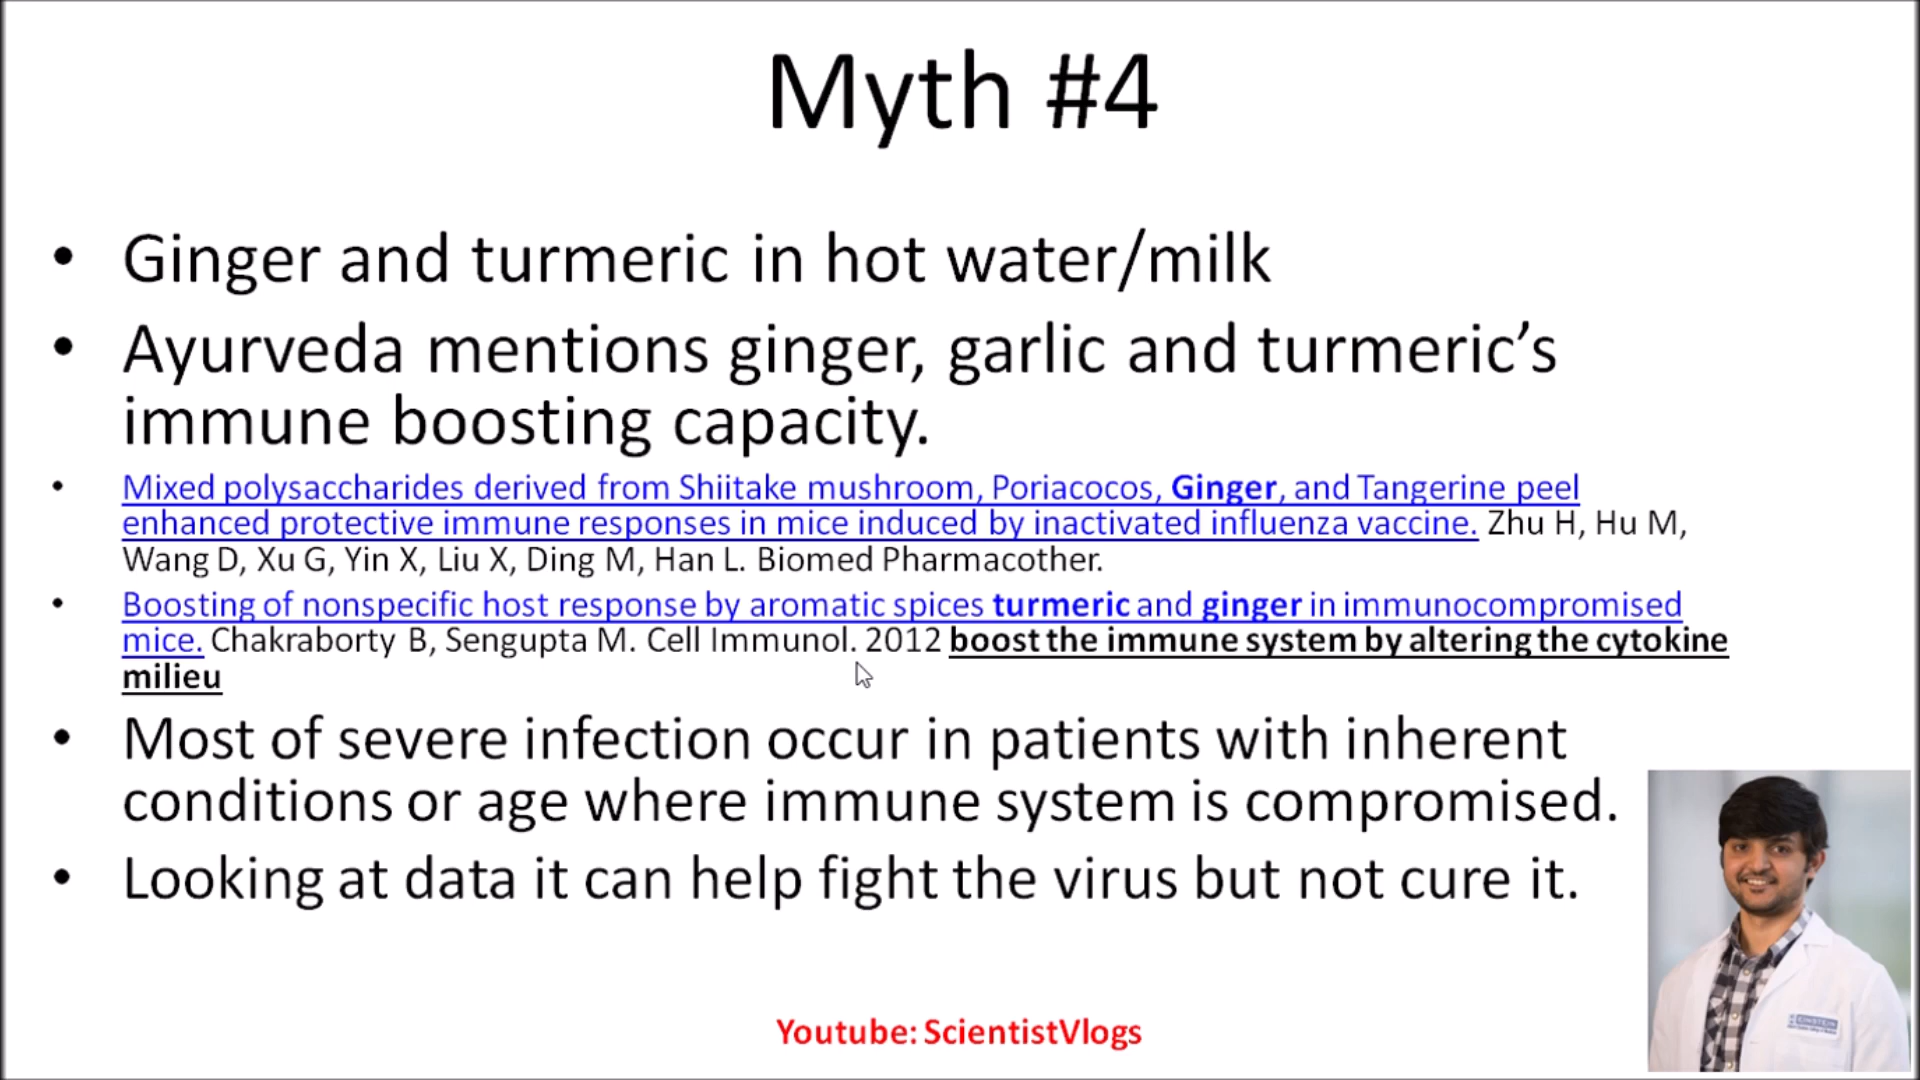 Myth #4
• Ginger and turmeric in hot water/milk
• Ayurveda mentions ginger, garlic and turmeric’s
immune boosting capacity.
• Mixed polysaccharides derived from Shiitake mushroom, Poriacocos, Ginger, and Tangerine peel
enhanced protective immune responses in mice induced by inactivated influenza vaccine. Zhu H, Hu M,
Wang D, Xu G, Yin X, Liu X, Ding M, Han L. Biomed Pharmacother.
• Boosting of nonspecific host response by aromatic spices turmeric and ginger in immunocompromised
mice. Chakraborty B, Sengupta M. Cell Immunol. 2012 boost the immune system by altering the cytokine
milieu
• Most of severe infection occur in patients with inherent
conditions or age where immune system is compromised.
• Looking at data it can help fight the virus but not cure it.
EINSTEIN
Youtube: ScientistVlogs